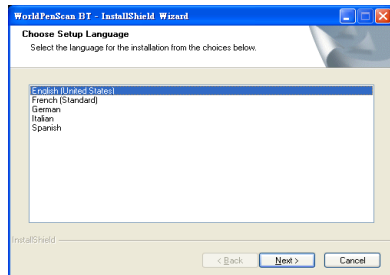 WorldPenScan BT - InstallShield Wizard
Choose Setup Language
Select the language for the installation from the choices below.
English (United States)
French (Standard)
German
Italian
Spanish
InstallShield
< Back
Next >
Cancel